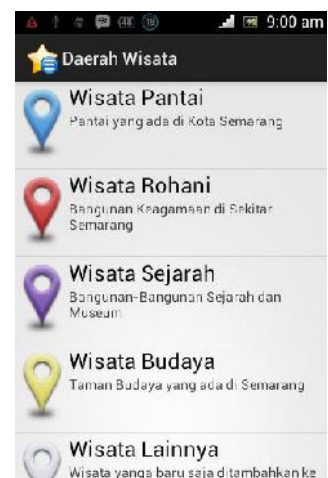 9:00 am
Daerah Wisata
Wisata Pantai
Pantai yang ada di Kota Semarang
Wisata Rohani
Bangunan Keagamaan di Sekitar
Semarang
Wisata Sejarah
Bangunan-Bangunan Sejarah dan
Museum
Wisata Budaya
Taman Budaya yang ada di Semarang
Wisata Lainnya
Wisata yanga baru saja ditambahkan ke